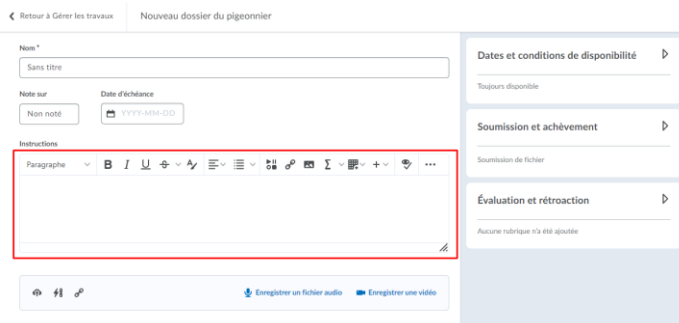 Retour à Gérer les travaux Nouveau dossier du pigeonnier
Nom *
Sans titre
Note sur Date d'échéance
Non noté YYYY-MM-DD
Instructions
Paragraphe B I U
Enregistrer un fichier audio Enregistrer une vidéo
Dates et conditions de disponibilité
Toujours disponible
Soumission et achèvement
Soumission de fichier
Évaluation et rétroaction
Aucune rubrique n'a été ajoutée